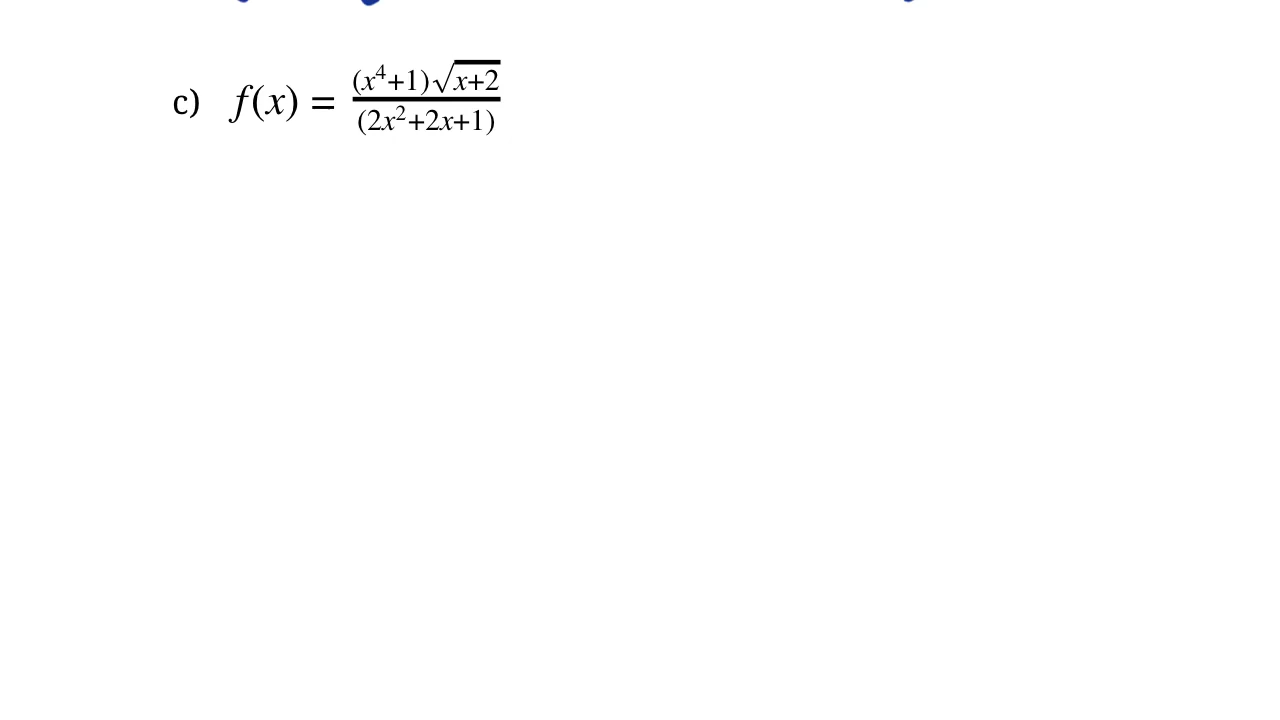 c) f(x) = (x⁴+1)√x+2 / (2x²+2x+1)